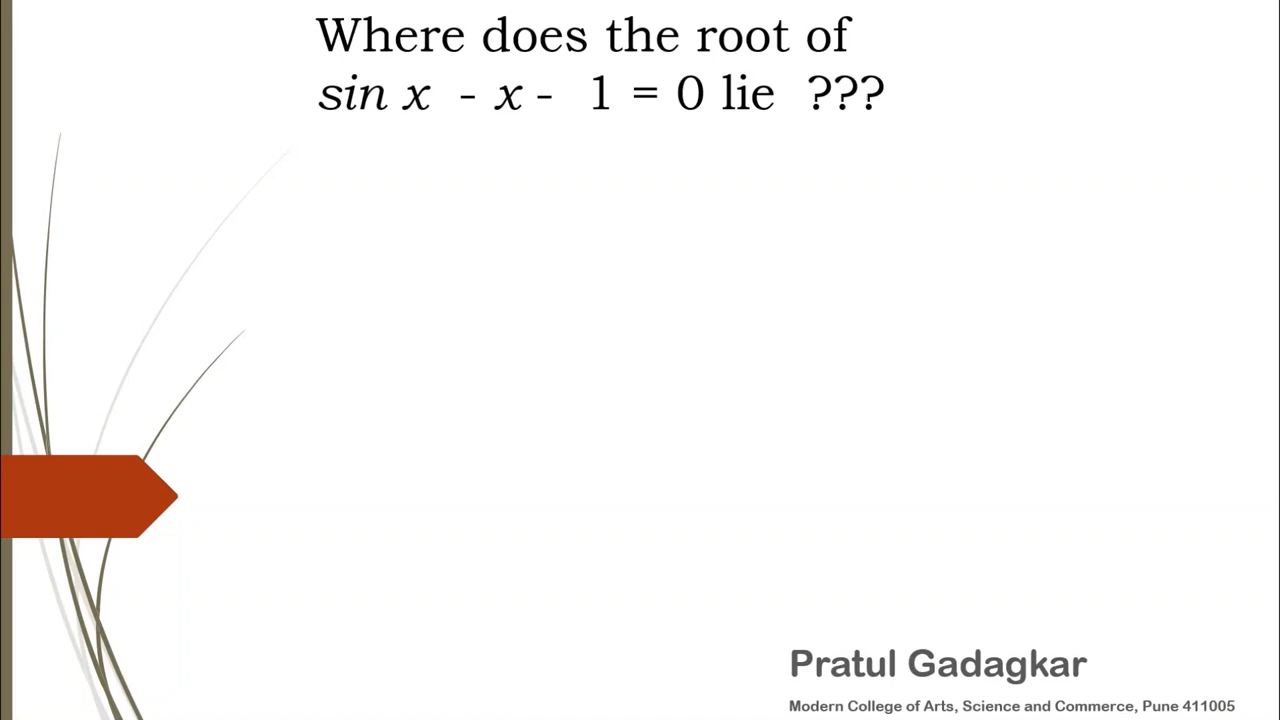 Where does the root of
sin x - x - 1 = 0 lie ???
Pratul Gadagkar
Modern College of Arts, Science and Commerce, Pune 411005